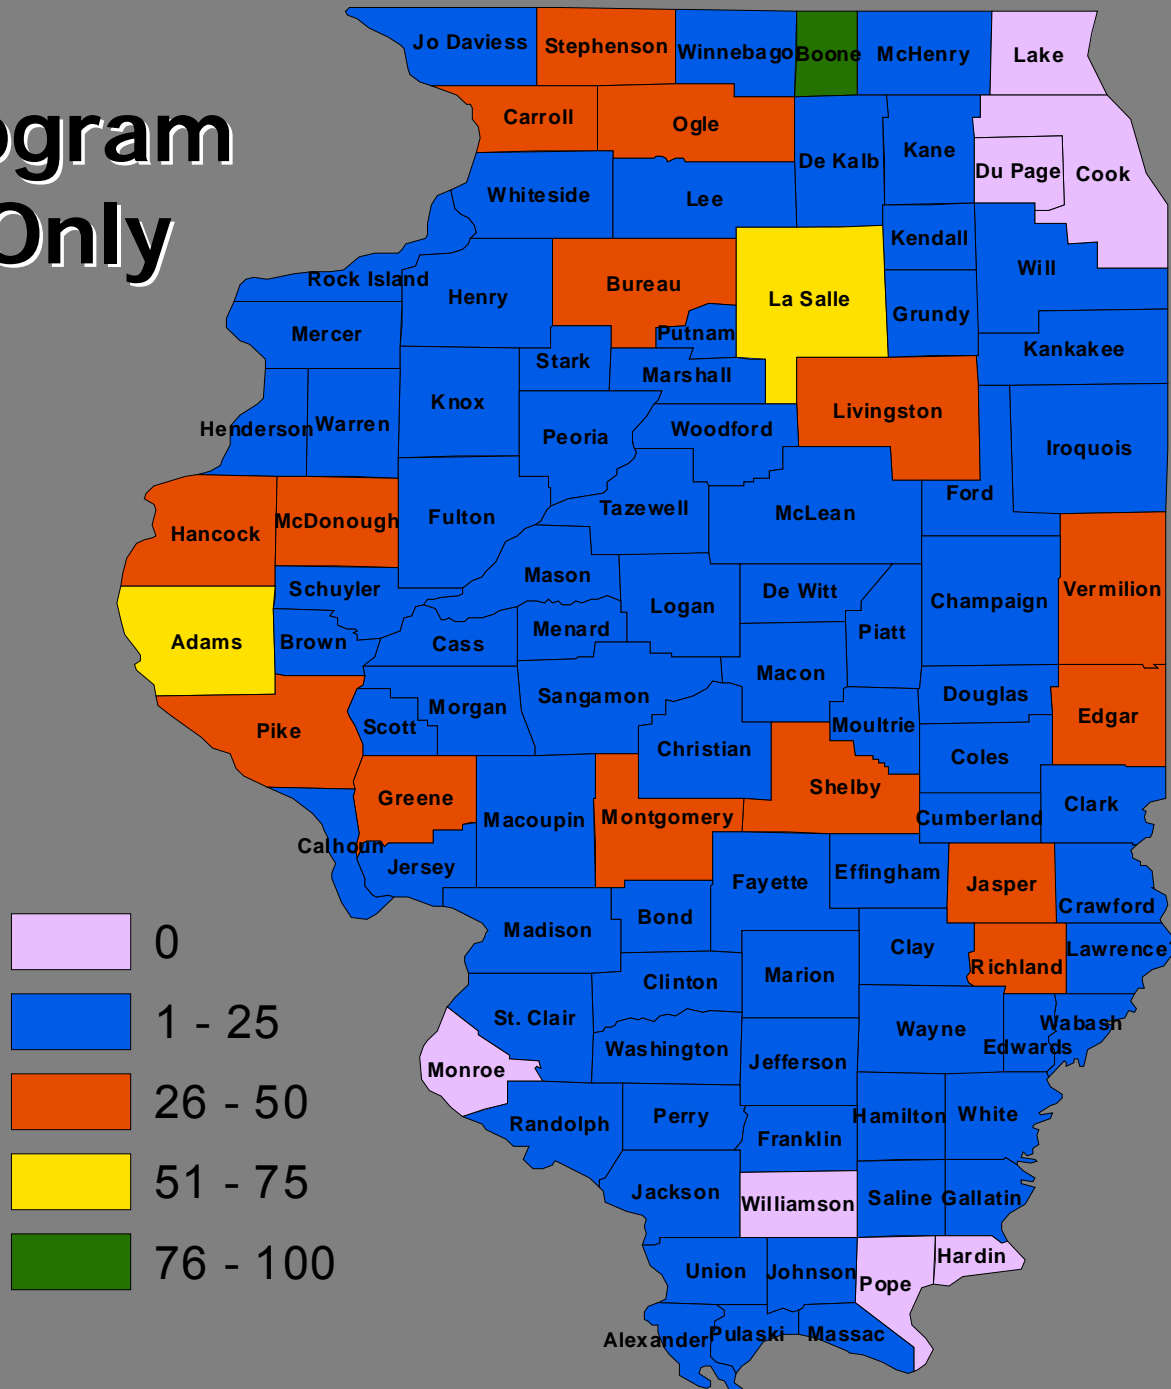 ogram
Only
Jo Daviess
Stephenson
Winnebago
Boone
McHenry
Lake
Carroll
Ogle
De Kalb
Kane
Du Page
Cook
Whiteside
Lee
Kendall
Will
Rock Island
Henry
Bureau
La Salle
Grundy
Mercer
Putnam
Kankakee
Stark
Marshall
Henderson
Warren
Knox
Peoria
Woodford
Livingston
Iroquois
Hancock
McDonough
Fulton
Tazewell
McLean
Ford
Schuyler
Mason
Logan
De Witt
Champaign
Vermilion
Adams
Brown
Cass
Menard
Piatt
Macon
Sangamon
Douglas
Edgar
Pike
Scott
Morgan
Christian
Moultrie
Coles
Greene
Macoupin
Montgomery
Shelby
Cumberland
Clark
Calhoun
Jersey
Fayette
Effingham
Jasper
Crawford
Madison
Bond
Clay
Richland
Lawrence
Clinton
Marion
St. Clair
Washington
Wayne
Wabash
Edwards
Monroe
Jefferson
Randolph
Perry
Franklin
Hamilton
White
Jackson
Williamson
Saline
Gallatin
Union
Johnson
Pope
Hardin
Alexander
Pulaski
Massac
0
1 - 25
26 - 50
51 - 75
76 - 100